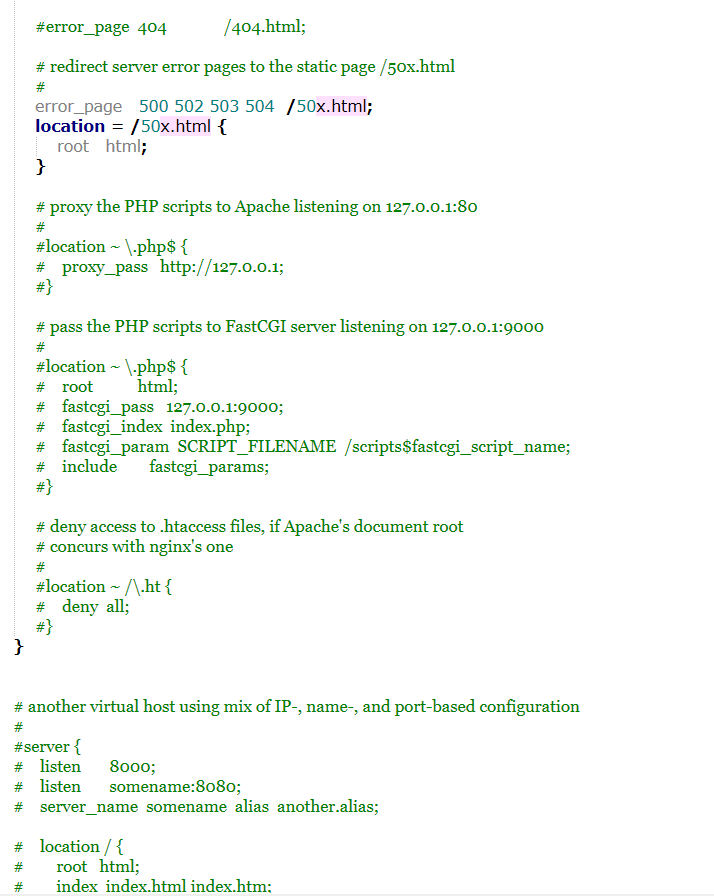 #error_page  404              /404.html;
# redirect server error pages to the static page /50x.html
#
error_page   500 502 503 504  /50x.html;
location = /50x.html {
root   html;
}
# proxy the PHP scripts to Apache listening on 127.0.0.1:80
#
#location ~ \.php$ {
#    proxy_pass   http://127.0.0.1;
#}
# pass the PHP scripts to FastCGI server listening on 127.0.0.1:9000
#
#location ~ \.php$ {
#    root           html;
#    fastcgi_pass   127.0.0.1:9000;
#    fastcgi_index  index.php;
#    fastcgi_param  SCRIPT_FILENAME  /scripts$fastcgi_script_name;
#    include        fastcgi_params;
#}
# deny access to .htaccess files, if Apache's document root
# concurs with nginx's one
#
#location ~ /\.ht {
#    deny  all;
#}
}
# another virtual host using mix of IP-, name-, and port-based configuration
#
#server {
#    listen       8000;
#    listen       somename:8080;
#    server_name  somename  alias  another.alias;
#    location / {
#        root   html;
#        index  index.html index.htm;